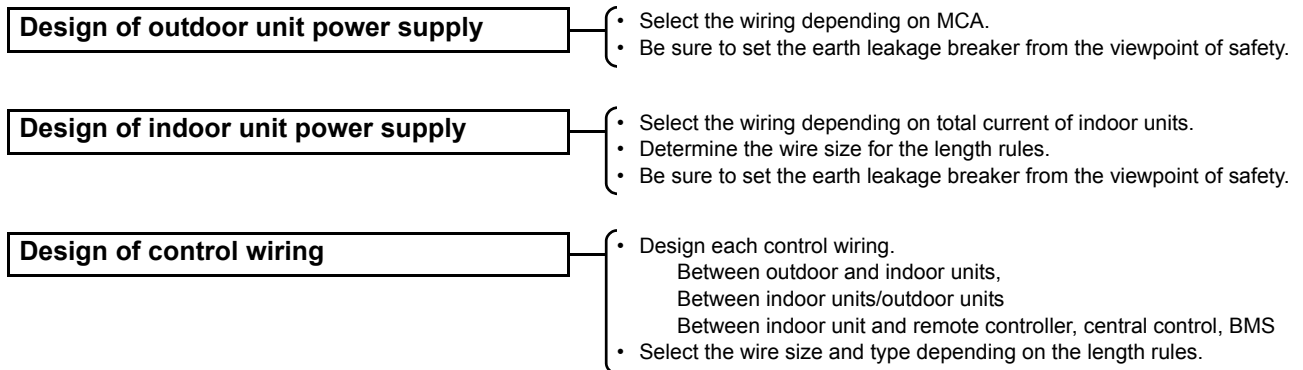 Design of outdoor unit power supply
• Select the wiring depending on MCA.
• Be sure to set the earth leakage breaker from the viewpoint of safety.
Design of indoor unit power supply
• Select the wiring depending on total current of indoor units.
• Determine the wire size for the length rules.
• Be sure to set the earth leakage breaker from the viewpoint of safety.
Design of control wiring
• Design each control wiring.
Between outdoor and indoor units,
Between indoor units/outdoor units
Between indoor unit and remote controller, central control, BMS
• Select the wire size and type depending on the length rules.